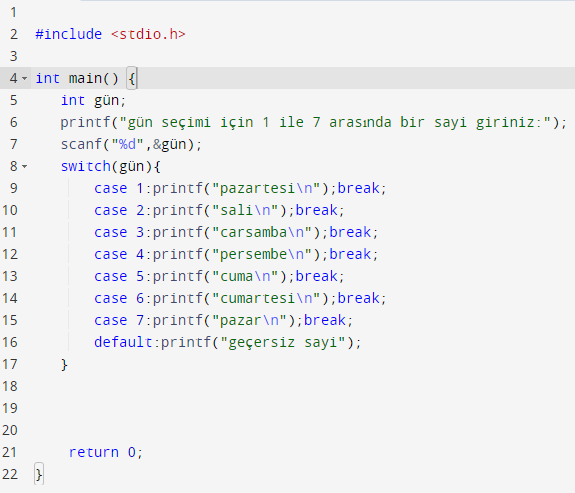 1
2 #include <stdio.h>
3
4 int main() {
5 int gün;
6 printf("gün seçimi için 1 ile 7 arasında bir sayi giriniz:");
7 scanf("%d",&gün);
8 switch(gün){
9 case 1:printf("pazartesi\n");break;
10 case 2:printf("sali\n");break;
11 case 3:printf("carsamba\n");break;
12 case 4:printf("persembe\n");break;
13 case 5:printf("cuma\n");break;
14 case 6:printf("cumartesi\n");break;
15 case 7:printf("pazar\n");break;
16 default:printf("geçersiz sayi");
17 }
18
19
20
21 return 0;
22 }